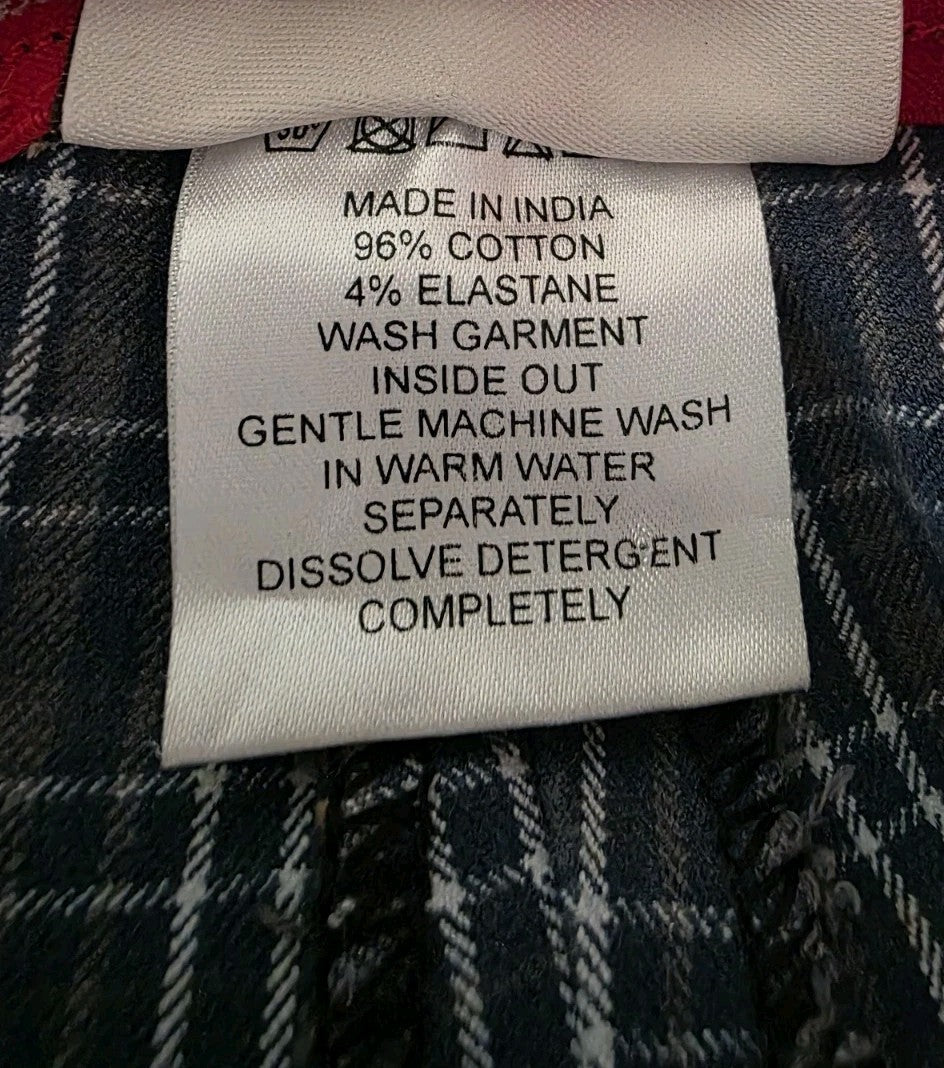 MADE IN INDIA
96% COTTON
4% ELASTANE
WASH GARMENT
INSIDE OUT
GENTLE MACHINE WASH
IN WARM WATER
SEPARATELY
DISSOLVE DETERGENT
COMPLETELY